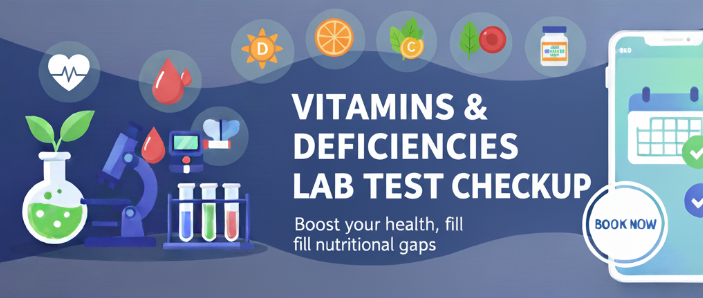 D
C
VITAMINS &
DEFICIENCIES
LAB TEST CHECKUP
Boost your health, fill
fill nutritional gaps
BOOK NOW